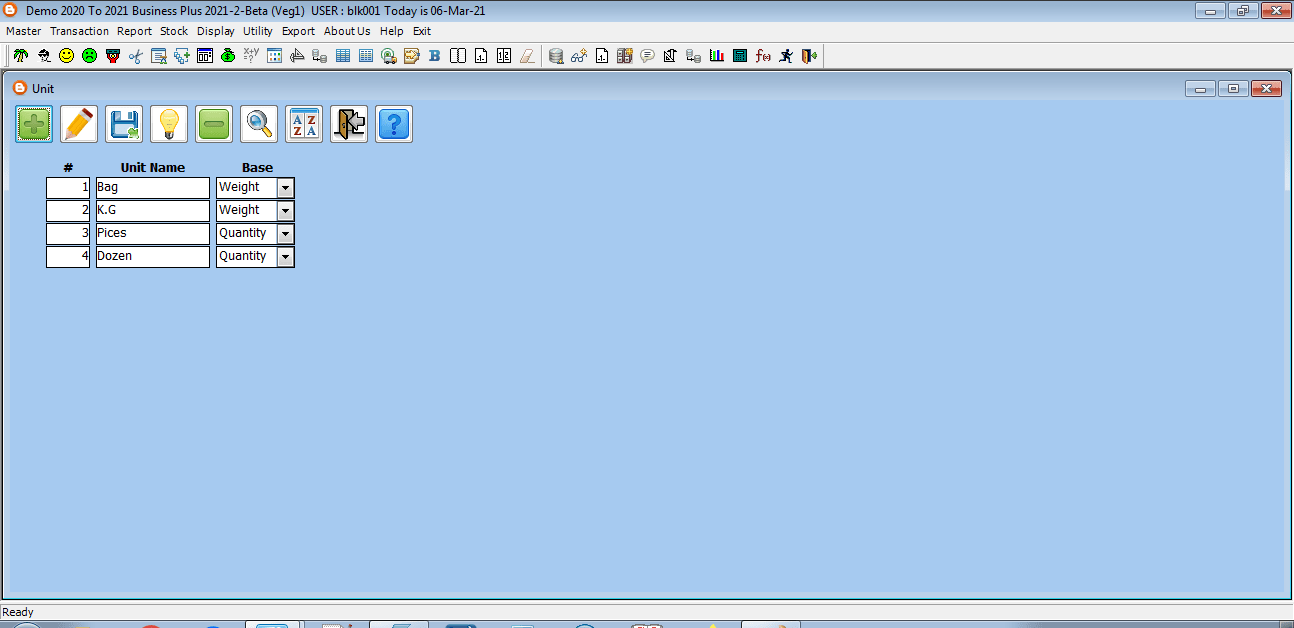 Demo 2020 To 2021 Business Plus 2021-2-Beta (Veg1) USER : blk001 Today is 06-Mar-21
Master Transaction Report Stock Display Utility Export About Us Help Exit
Unit
# Unit Name Base
1 Bag Weight
2 K.G Weight
3 Pices Quantity
4 Dozen Quantity
Ready